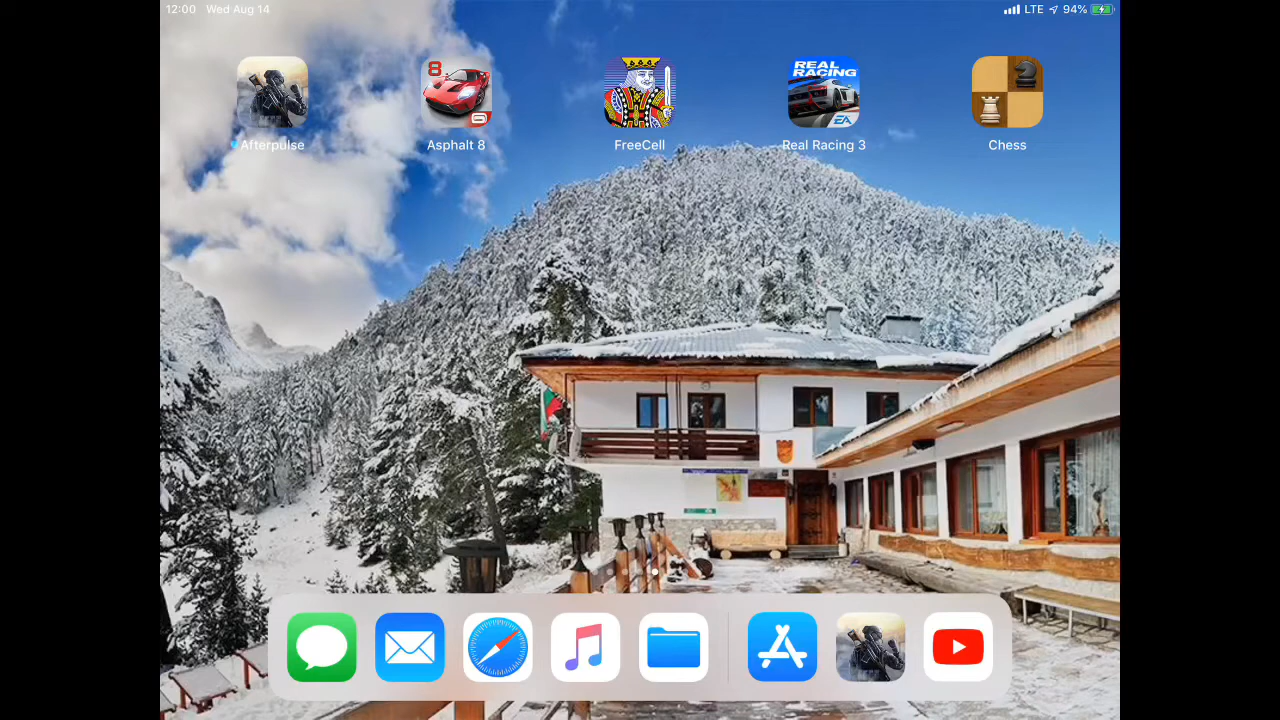 12:00 Wed Aug 14
LTE 94%
8
REAL
RACING
EA
Afterpulse
Asphalt 8
FreeCell
Real Racing 3
Chess